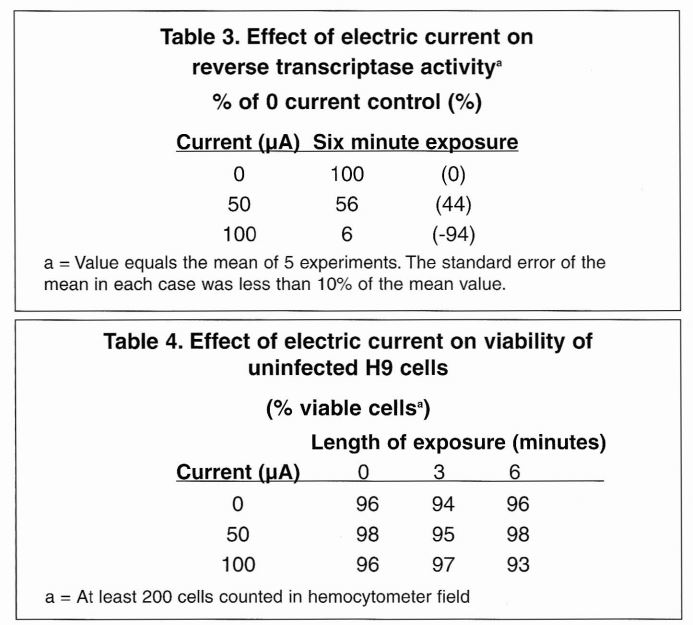 Table 3. Effect of electric current on
reverse transcriptase activityᵃ
% of 0 current control (%)
Current (µA) Six minute exposure
0 100 (0)
50 56 (44)
100 6 (-94)
a = Value equals the mean of 5 experiments. The standard error of the
mean in each case was less than 10% of the mean value.
Table 4. Effect of electric current on viability of
uninfected H9 cells
(% viable cellsᵃ)
Length of exposure (minutes)
Current (µA) 0 3 6
0 96 94 96
50 98 95 98
100 96 97 93
a = At least 200 cells counted in hemocytometer field